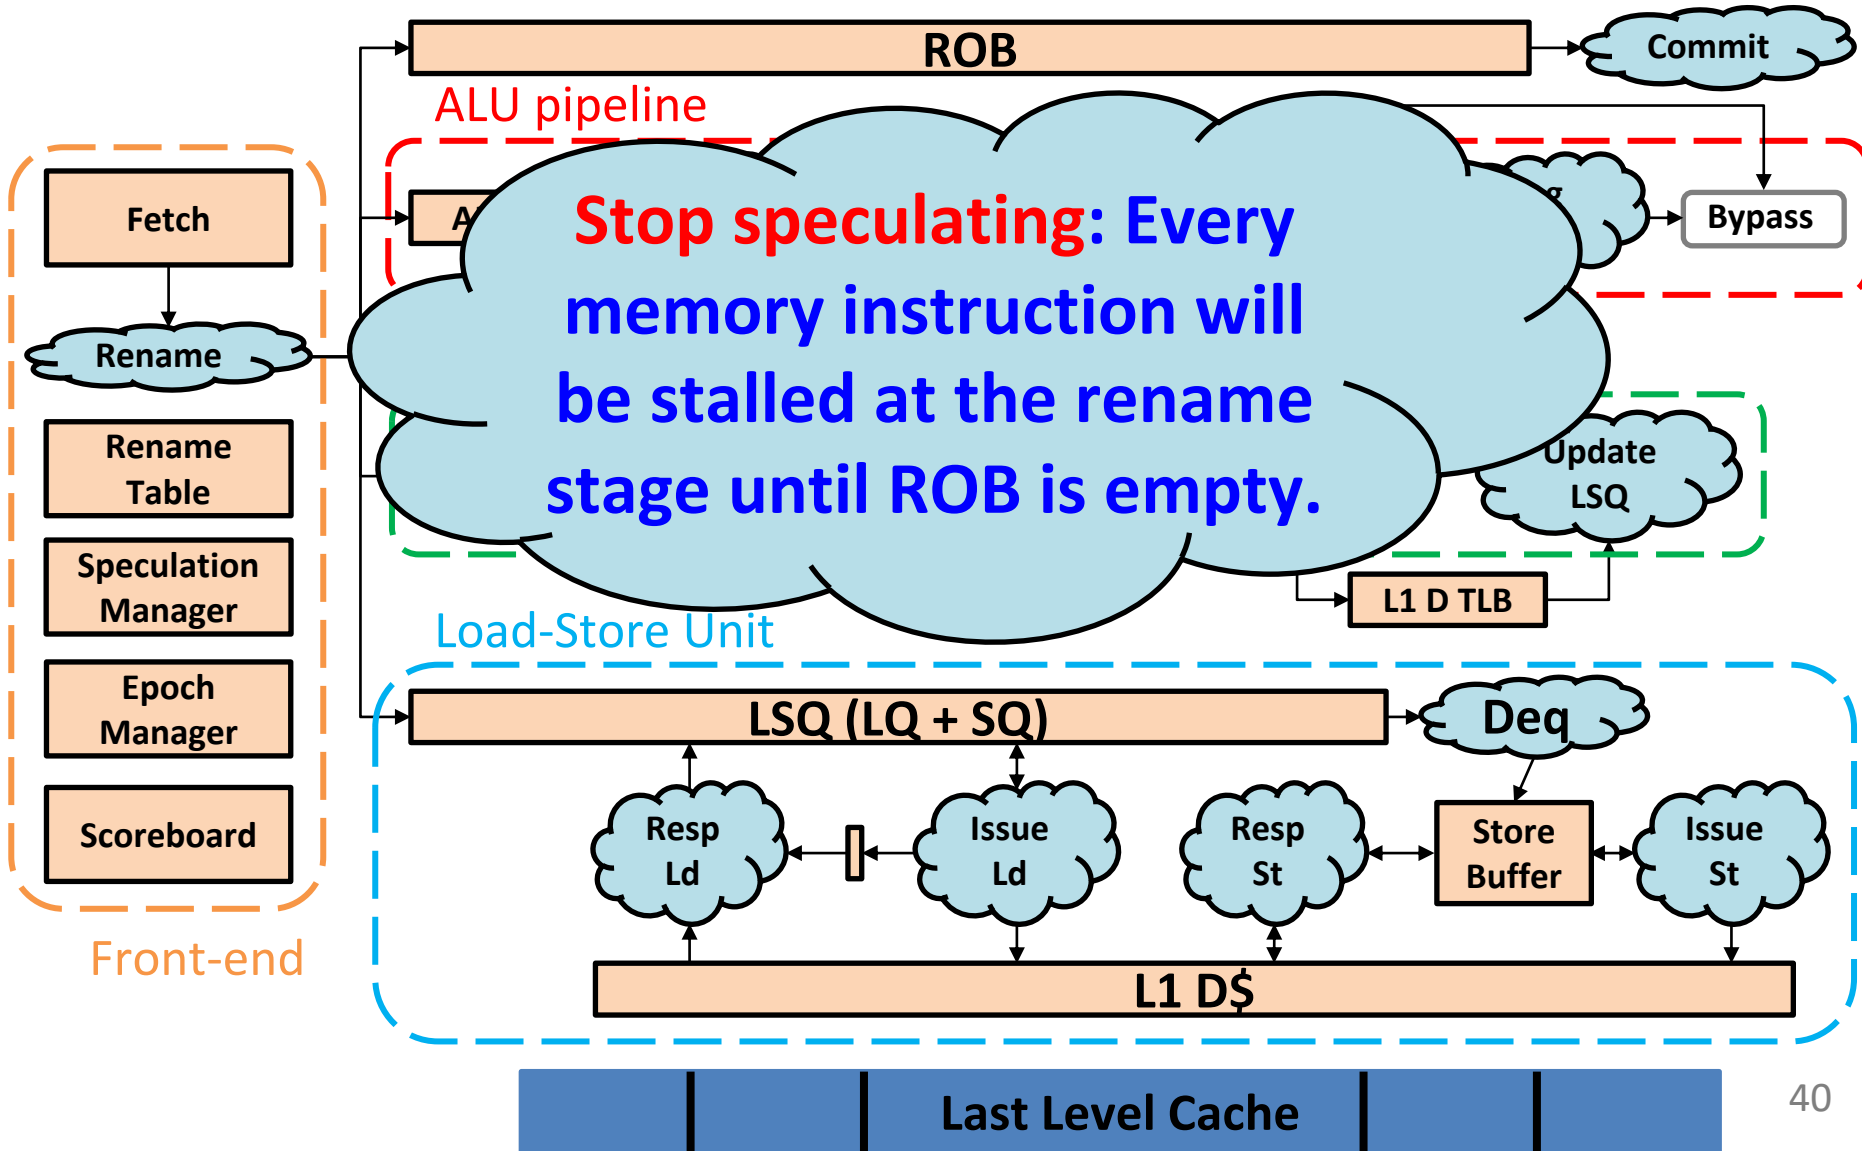 ROB
Commit
ALU pipeline
Fetch
Stop speculating: Every
memory instruction will
be stalled at the rename
stage until ROB is empty.
Bypass
Rename
Rename
Table
Update
LSQ
Speculation
Manager
L1 D TLB
Load-Store Unit
Epoch
Manager
LSQ (LQ + SQ)
Deq
Scoreboard
Resp
Ld
Issue
Ld
Resp
St
Store
Buffer
Issue
St
Front-end
L1 D$
Last Level Cache
40